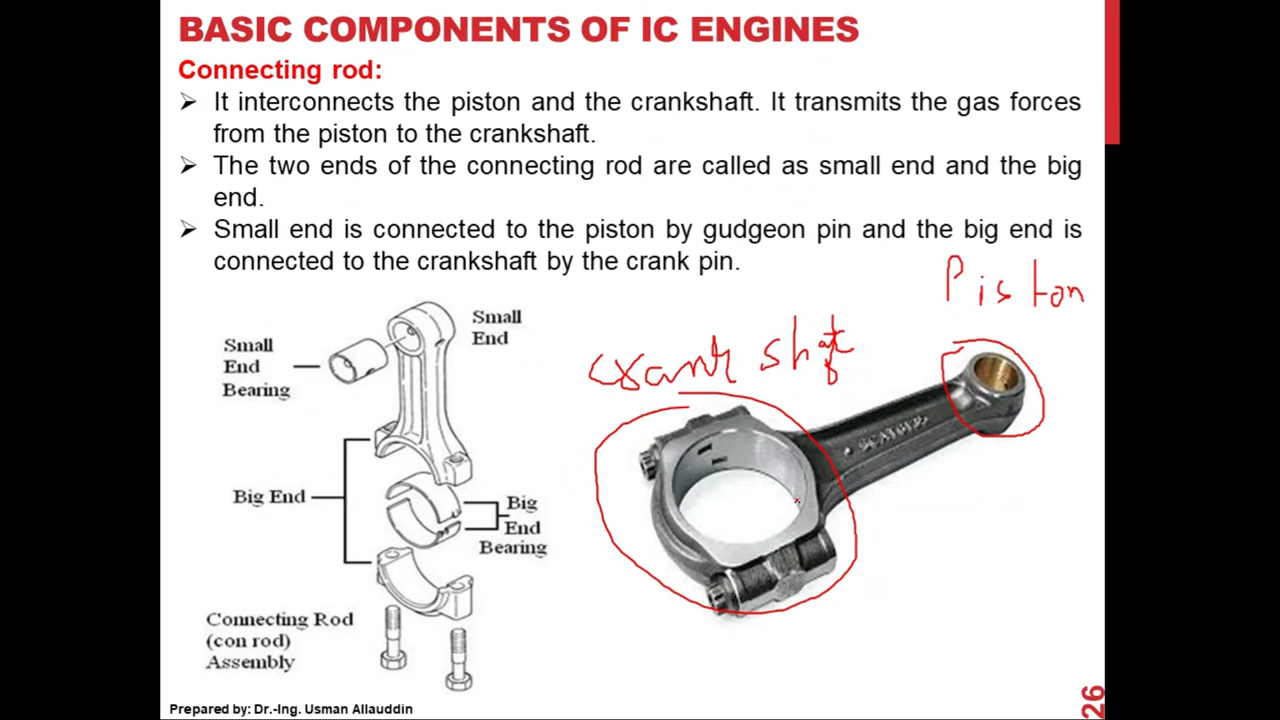 BASIC COMPONENTS OF IC ENGINES
Connecting rod:
➢ It interconnects the piston and the crankshaft. It transmits the gas forces
from the piston to the crankshaft.
➢ The two ends of the connecting rod are called as small end and the big
end.
➢ Small end is connected to the piston by gudgeon pin and the big end is
connected to the crankshaft by the crank pin.
Piston
Small
End
Small
End
Bearing
crank shaft
Big End
Big
End
Bearing
Connecting Rod
(con rod)
Assembly
Prepared by: Dr.-Ing. Usman Allauddin
26